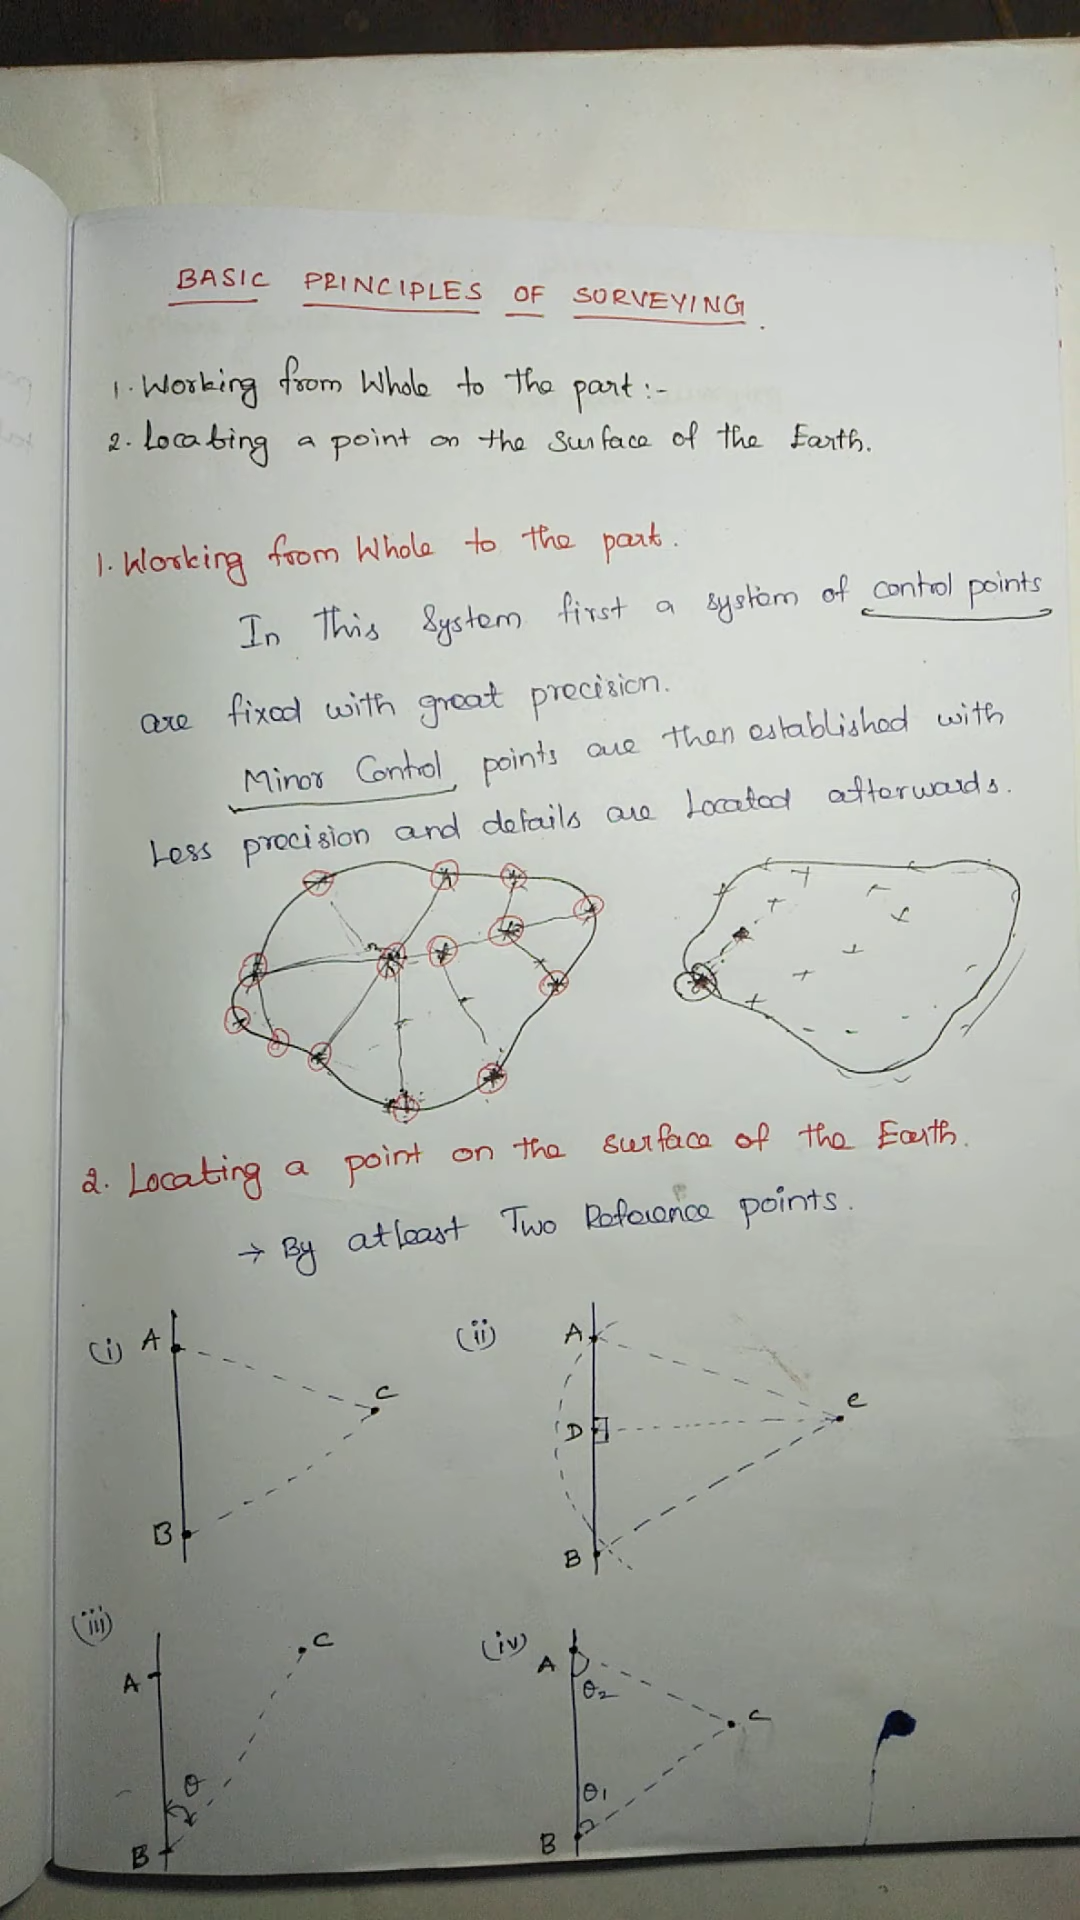 BASIC PRINCIPLES OF SORVEYING.
1. Working from Whole to the part :-
2. Locating a point on the surface of the Earth.
1. Working from Whole to the part.
In This System first a system of control points
are fixed with great precision.
Minor Control points are then established with
Less precision and details are Located afterwards.
2. Locating a point on the surface of the Earth.
→ By atleast Two Reference points.
(i) A
C
B
(ii) A
C
D
B
(iii)
C
A
θ
B
(iv)
A
θ2
C
θ1
B